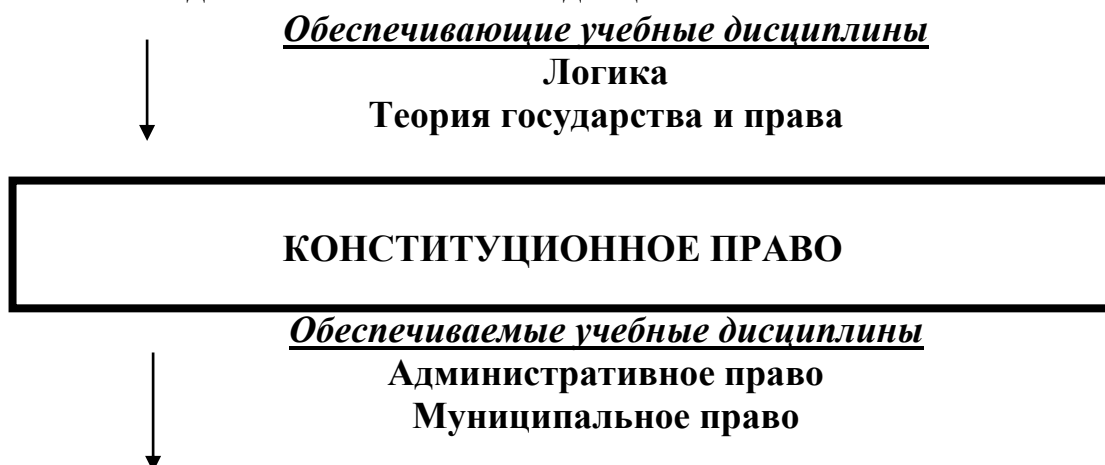 Обеспечивающие учебные дисциплины
Логика
Теория государства и права
КОНСТИТУЦИОННОЕ ПРАВО
Обеспечиваемые учебные дисциплины
Административное право
Муниципальное право